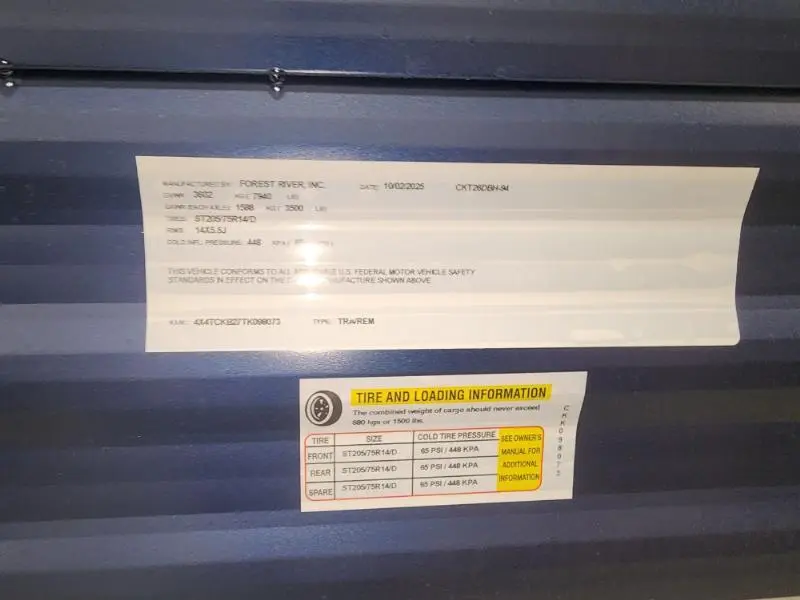 MANUFACTURED BY: FOREST RIVER, INC. DATE: 10/02/2025 CKT26DBH-94
GVWR 3602 KG( 7940 LB)
GAWR EACH AXLE: 1588 KG( 3500 LB)
TIRES: ST205/75R14/D
RIMS: 14X5.5J
COLD INFL. PRESSURE: 448 KPA(
THIS VEHICLE CONFORMS TO ALL U.S. FEDERAL MOTOR VEHICLE SAFETY
STANDARDS IN EFFECT ON THE MANUFACTURE SHOWN ABOVE
TYPE: TRA/REM
TIRE AND LOADING INFORMATION
The combined weight of cargo should never exceed
680 kgs or 1500 lbs.
TIRE SIZE COLD TIRE PRESSURE SEE OWNER'S MANUAL FOR ADDITIONAL INFORMATION
FRONT ST205/75R14/D 65 PSI / 448 KPA
REAR ST205/75R14/D 65 PSI / 448 KPA
SPARE ST205/75R14/D 65 PSI / 448 KPA